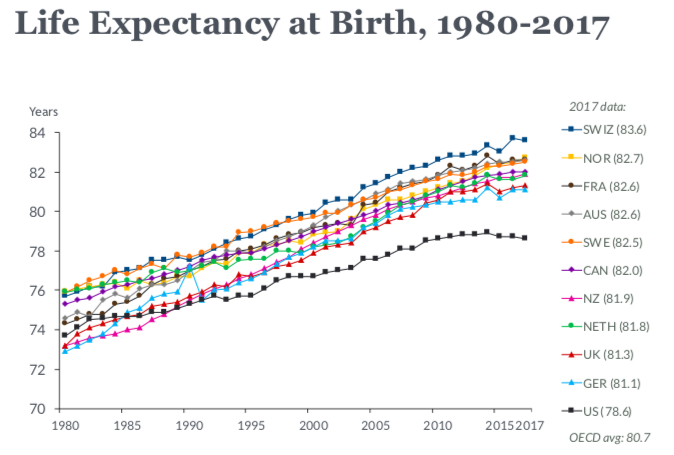 Life Expectancy at Birth, 1980-2017
Years
84
82
80
78
76
74
72
70
1980 1985 1990 1995 2000 2005 2010 2015 2017
2017 data:
SWIZ (83.6)
NOR (82.7)
FRA (82.6)
AUS (82.6)
SWE (82.5)
CAN (82.0)
NZ (81.9)
NETH (81.8)
UK (81.3)
GER (81.1)
US (78.6)
OECD avg: 80.7